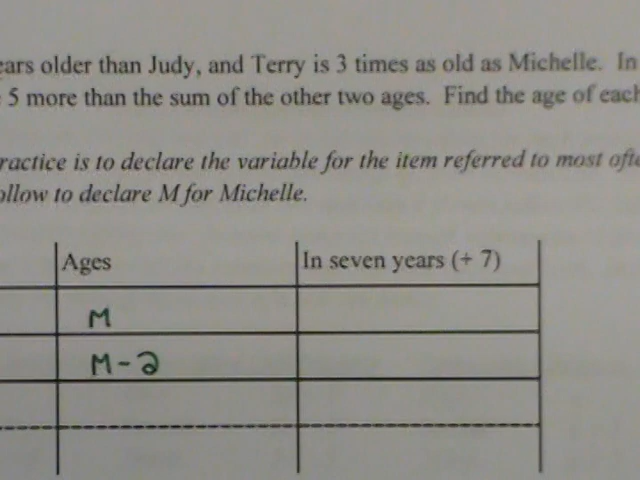 ears older than Judy, and Terry is 3 times as old as Michelle. In
5 more than the sum of the other two ages. Find the age of each
ractice is to declare the variable for the item referred to most ofte
ollow to declare M for Michelle.
Ages In seven years (+ 7)
M
M - 2